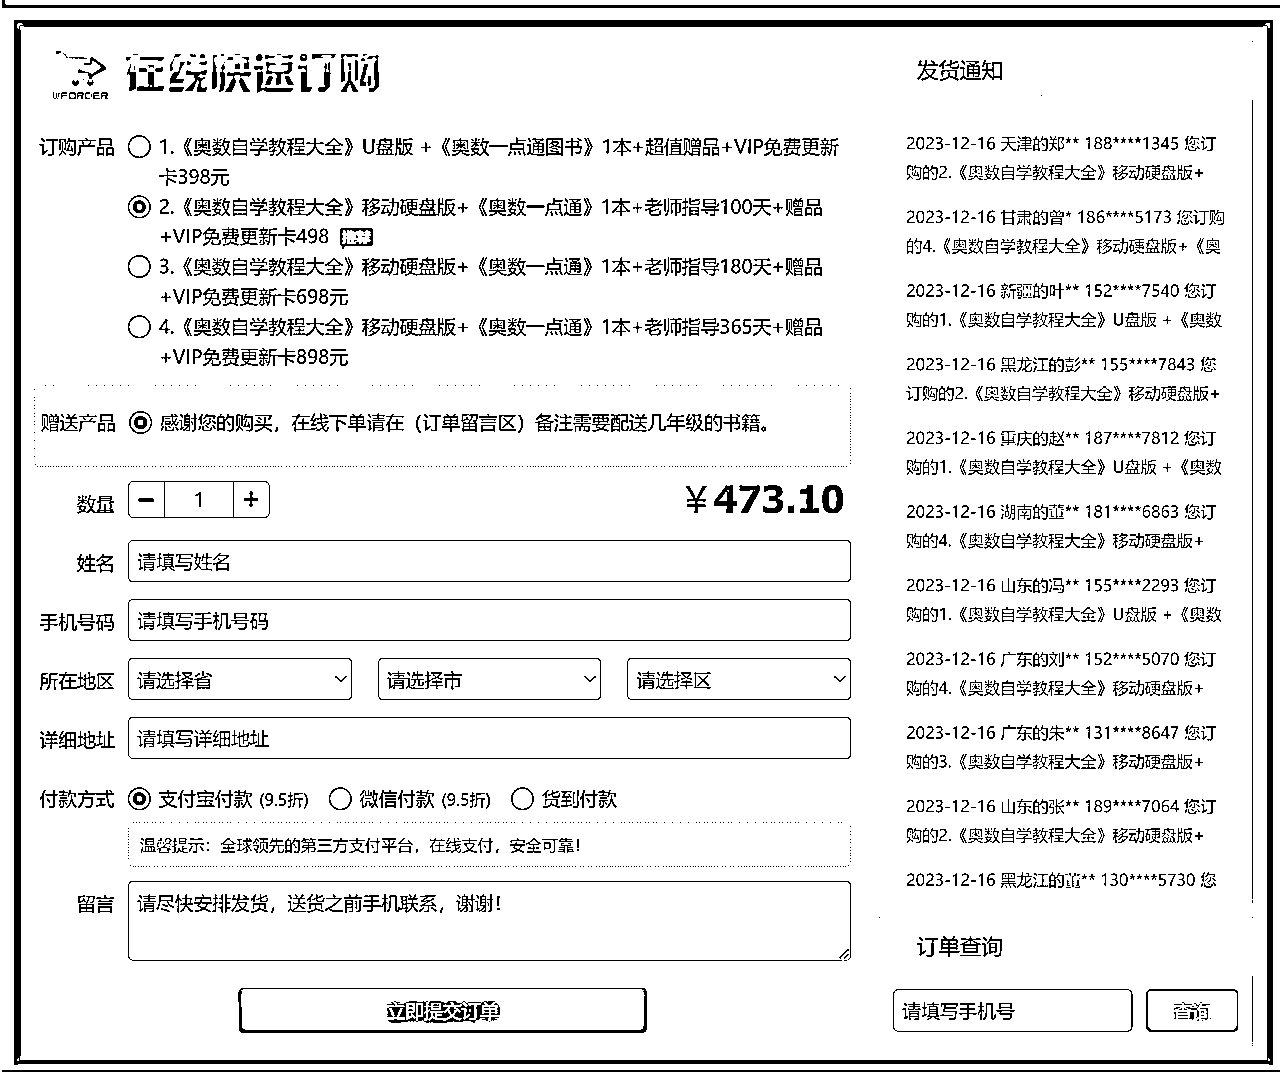 WFORDER
在线快速订购
订购产品
1.《奥数自学教程大全》U盘版 +《奥数一点通图书》1本+超值赠品+VIP免费更新
卡398元
2.《奥数自学教程大全》移动硬盘版+《奥数一点通》1本+老师指导100天+赠品
+VIP免费更新卡498
3.《奥数自学教程大全》移动硬盘版+《奥数一点通》1本+老师指导180天+赠品
+VIP免费更新卡698元
4.《奥数自学教程大全》移动硬盘版+《奥数一点通》1本+老师指导365天+赠品
+VIP免费更新卡898元
赠送产品 感谢您的购买，在线下单请在（订单留言区）备注需要配送几年级的书籍。
数量 − 1 + ￥473.10
姓名 请填写姓名
手机号码 请填写手机号码
所在地区 请选择省 请选择市 请选择区
详细地址 请填写详细地址
付款方式 支付宝付款 (9.5折) 微信付款 (9.5折) 货到付款
温馨提示：全球领先的第三方支付平台，在线支付，安全可靠！
留言 请尽快安排发货，送货之前手机联系，谢谢！
立即提交订单
发货通知
2023-12-16 天津的郑** 188****1345 您订
购的2.《奥数自学教程大全》移动硬盘版+
2023-12-16 甘肃的曾* 186****5173 您订购
的4.《奥数自学教程大全》移动硬盘版+《奥
2023-12-16 新疆的叶** 152****7540 您订
购的1.《奥数自学教程大全》U盘版 +《奥数
2023-12-16 黑龙江的彭** 155****7843 您
订购的2.《奥数自学教程大全》移动硬盘版+
2023-12-16 重庆的赵** 187****7812 您订
购的1.《奥数自学教程大全》U盘版 +《奥数
2023-12-16 湖南的董** 181****6863 您订
购的4.《奥数自学教程大全》移动硬盘版+
2023-12-16 山东的冯** 155****2293 您订
购的1.《奥数自学教程大全》U盘版 +《奥数
2023-12-16 广东的刘** 152****5070 您订
购的4.《奥数自学教程大全》移动硬盘版+
2023-12-16 广东的朱** 131****8647 您订
购的3.《奥数自学教程大全》移动硬盘版+
2023-12-16 山东的张** 189****7064 您订
购的2.《奥数自学教程大全》移动硬盘版+
2023-12-16 黑龙江的董** 130****5730 您
订单查询
请填写手机号 查询